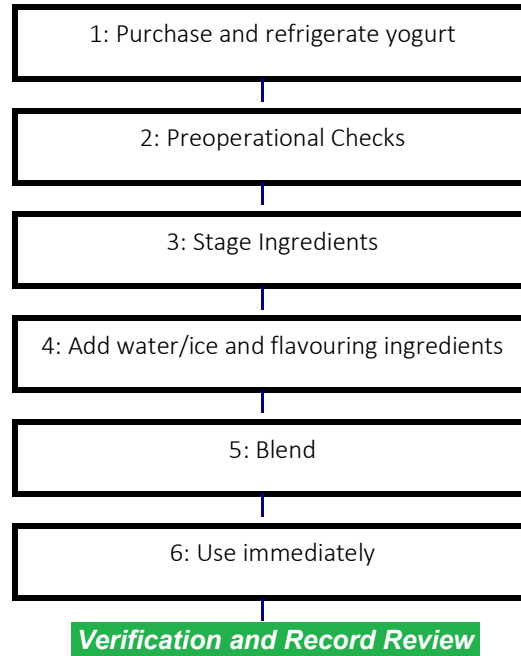 1: Purchase and refrigerate yogurt
2: Preoperational Checks
3: Stage Ingredients
4: Add water/ice and flavouring ingredients
5: Blend
6: Use immediately
Verification and Record Review